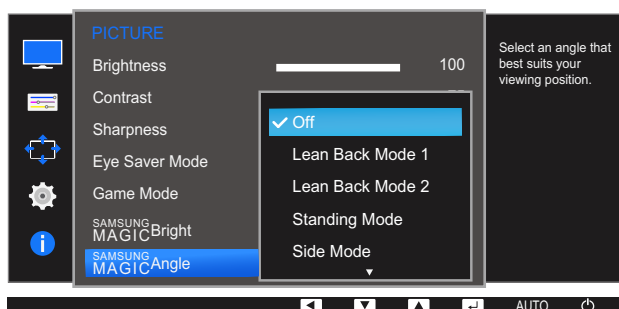 PICTURE
Brightness 100
Contrast
Sharpness
Eye Saver Mode
Game Mode
SAMSUNG
MAGICBright
SAMSUNG
MAGICAngle
Off
Lean Back Mode 1
Lean Back Mode 2
Standing Mode
Side Mode
Select an angle that
best suits your
viewing position.
AUTO